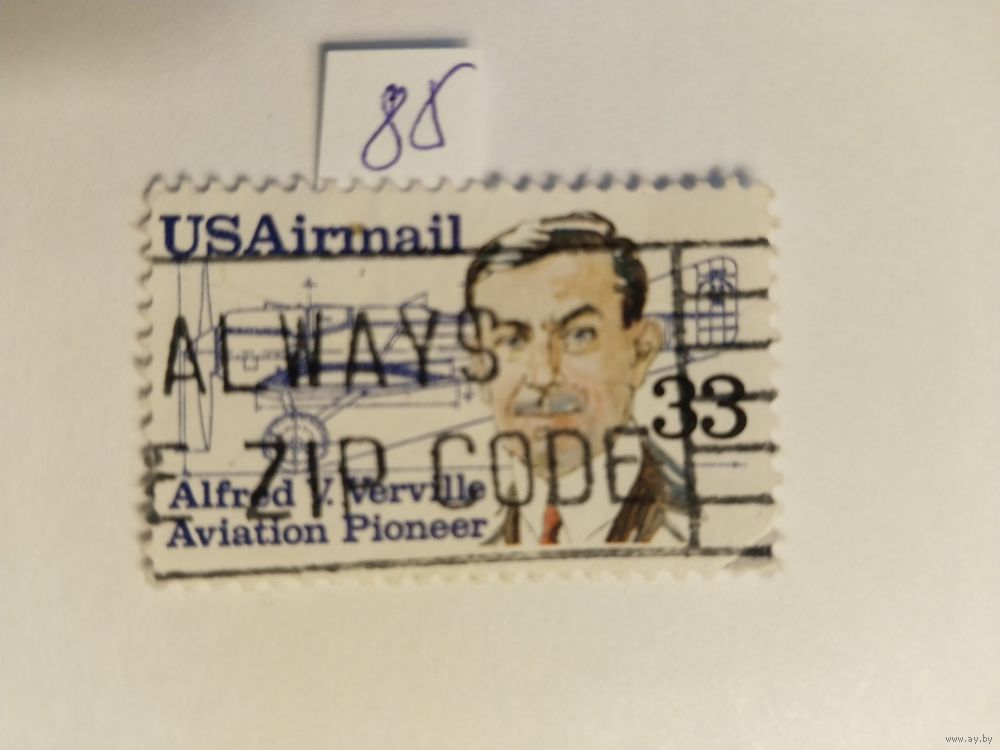 88
USAirmail
ALWAYS
33
E ZIP CODE
Alfred V. Verville
Aviation Pioneer
www.ay.by